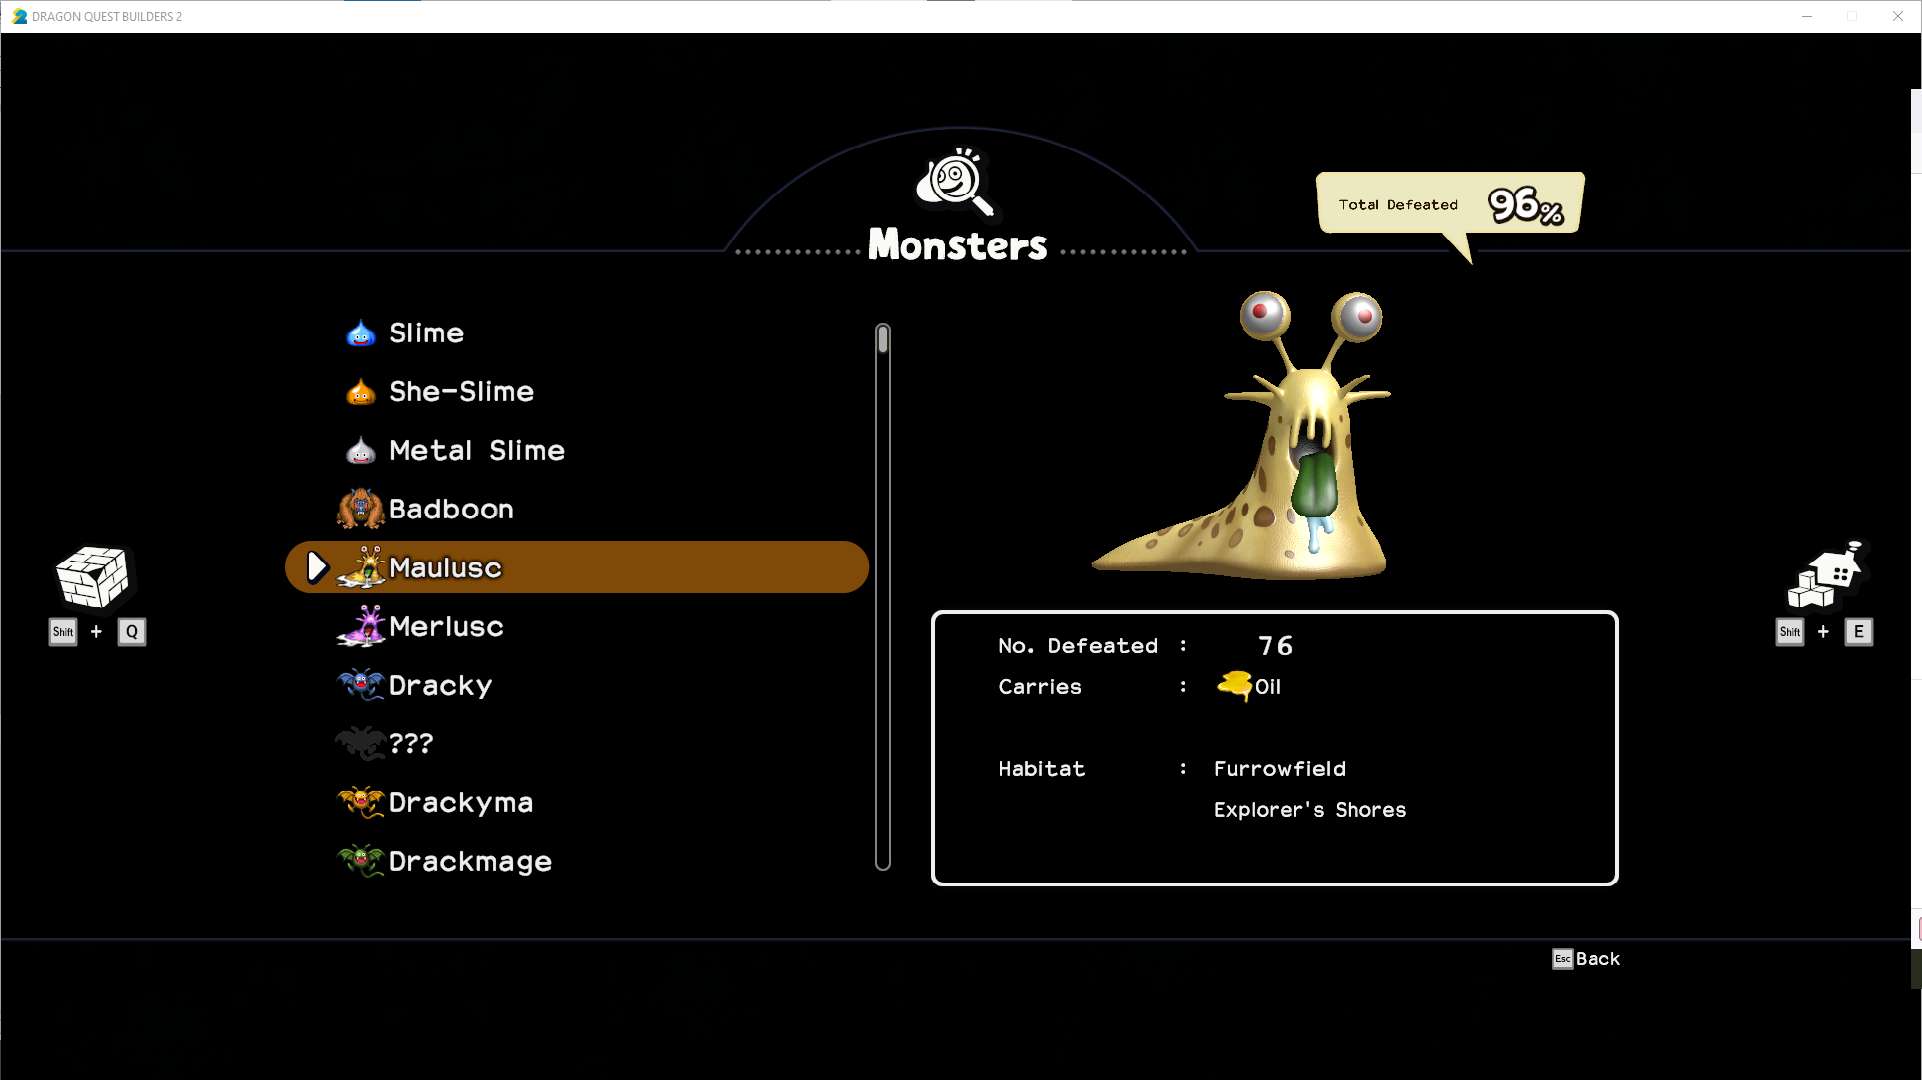 DRAGON QUEST BUILDERS 2
Total Defeated 96%
Monsters
Slime
She-Slime
Metal Slime
Badboon
Maulusc
Merlusc
Dracky
???
Drackyma
Drackmage
Shift + Q
Shift + E
No. Defeated : 76
Carries : Oil
Habitat : Furrowfield
Explorer's Shores
Esc Back